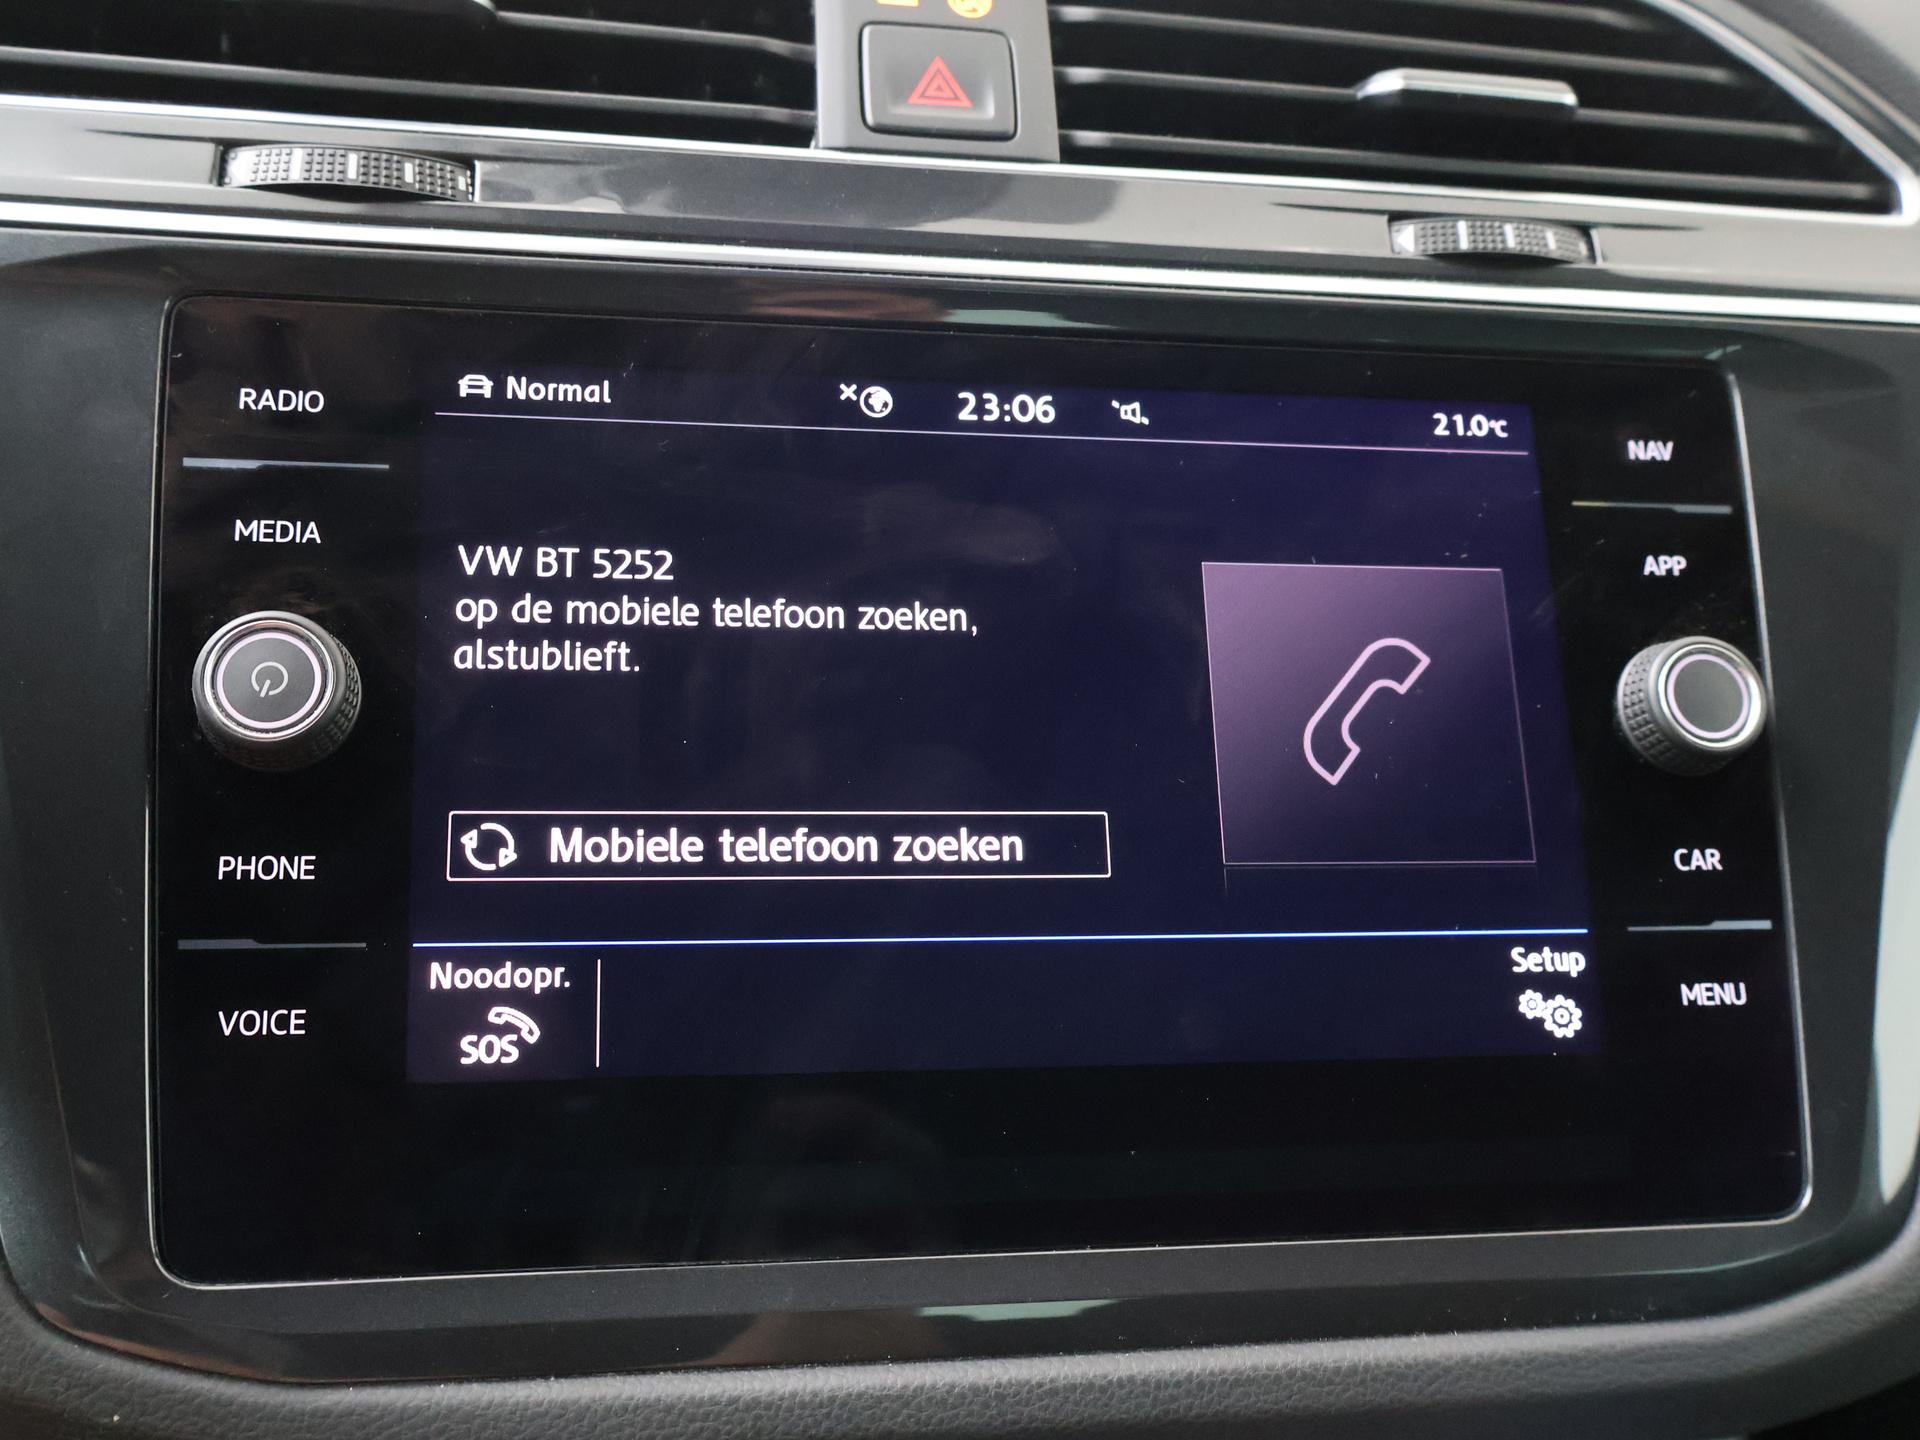 RADIO
MEDIA
PHONE
VOICE
Normal
23:06
21.0°C
VW BT 5252
op de mobiele telefoon zoeken,
alstublieft.
Mobiele telefoon zoeken
Noodopr.
SOS
Setup
NAV
APP
CAR
MENU